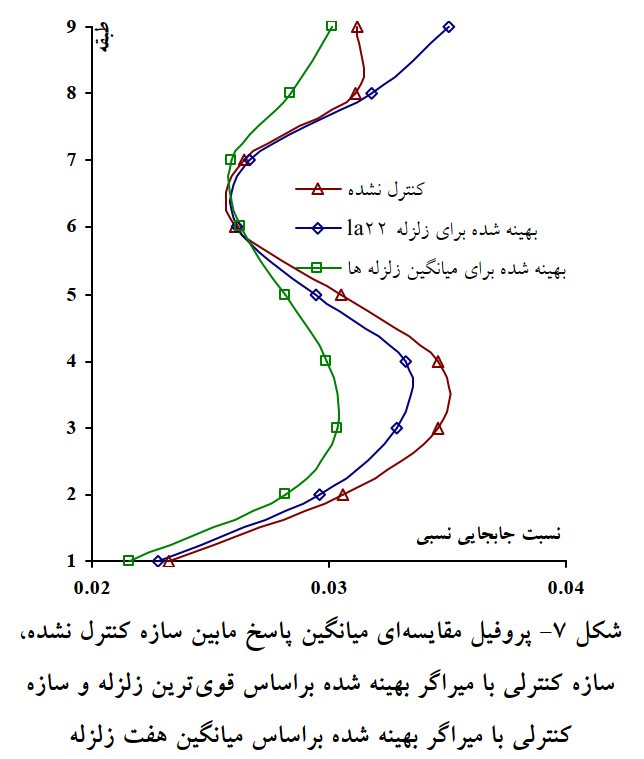 9
طبقه
8
7
کنترل نشده
6
بهینه شده برای زلزله la۲۲
بهینه شده برای میانگین زلزله ها
5
4
3
2
نسبت جابجایی نسبی
1
0.02 0.03 0.04
شکل ۷- پروفیل مقایسه‌ای میانگین پاسخ مابین سازه کنترل نشده،
سازه کنترلی با میراگر بهینه شده براساس قوی‌ترین زلزله و سازه
کنترلی با میراگر بهینه شده براساس میانگین هفت زلزله